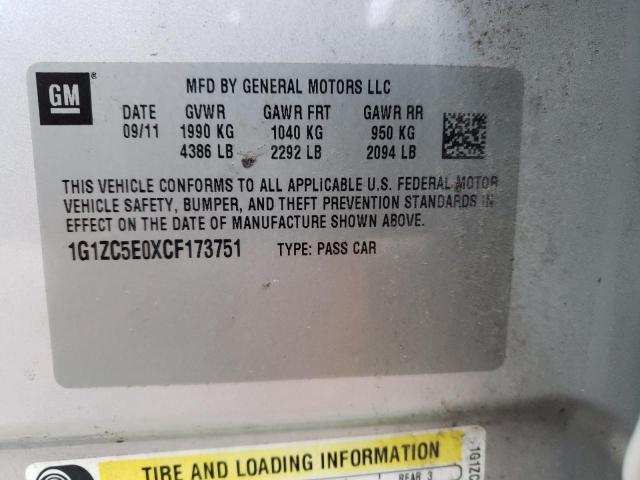 GM
®
MFD BY GENERAL MOTORS LLC
DATE GVWR GAWR FRT GAWR RR
09/11 1990 KG 1040 KG 950 KG
4386 LB 2292 LB 2094 LB
THIS VEHICLE CONFORMS TO ALL APPLICABLE U.S. FEDERAL MOTOR
VEHICLE SAFETY, BUMPER, AND THEFT PREVENTION STANDARDS IN
EFFECT ON THE DATE OF MANUFACTURE SHOWN ABOVE.
1G1ZC5E0XCF173751 TYPE: PASS CAR
TIRE AND LOADING INFORMATION
REAR 3
1G1ZC